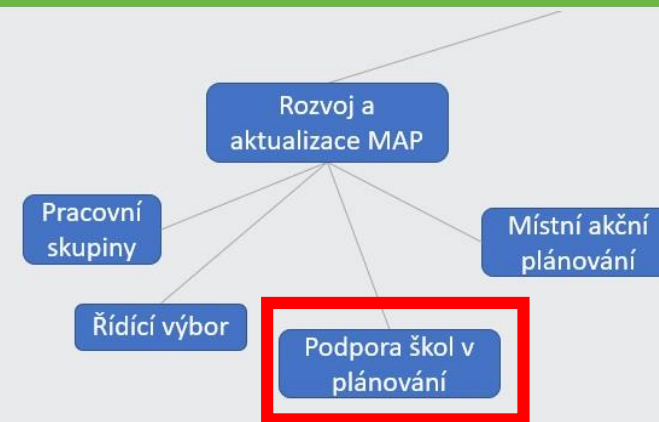 Rozvoj a
aktualizace MAP
Pracovní
skupiny
Místní akční
plánování
Řídící výbor
Podpora škol v
plánování